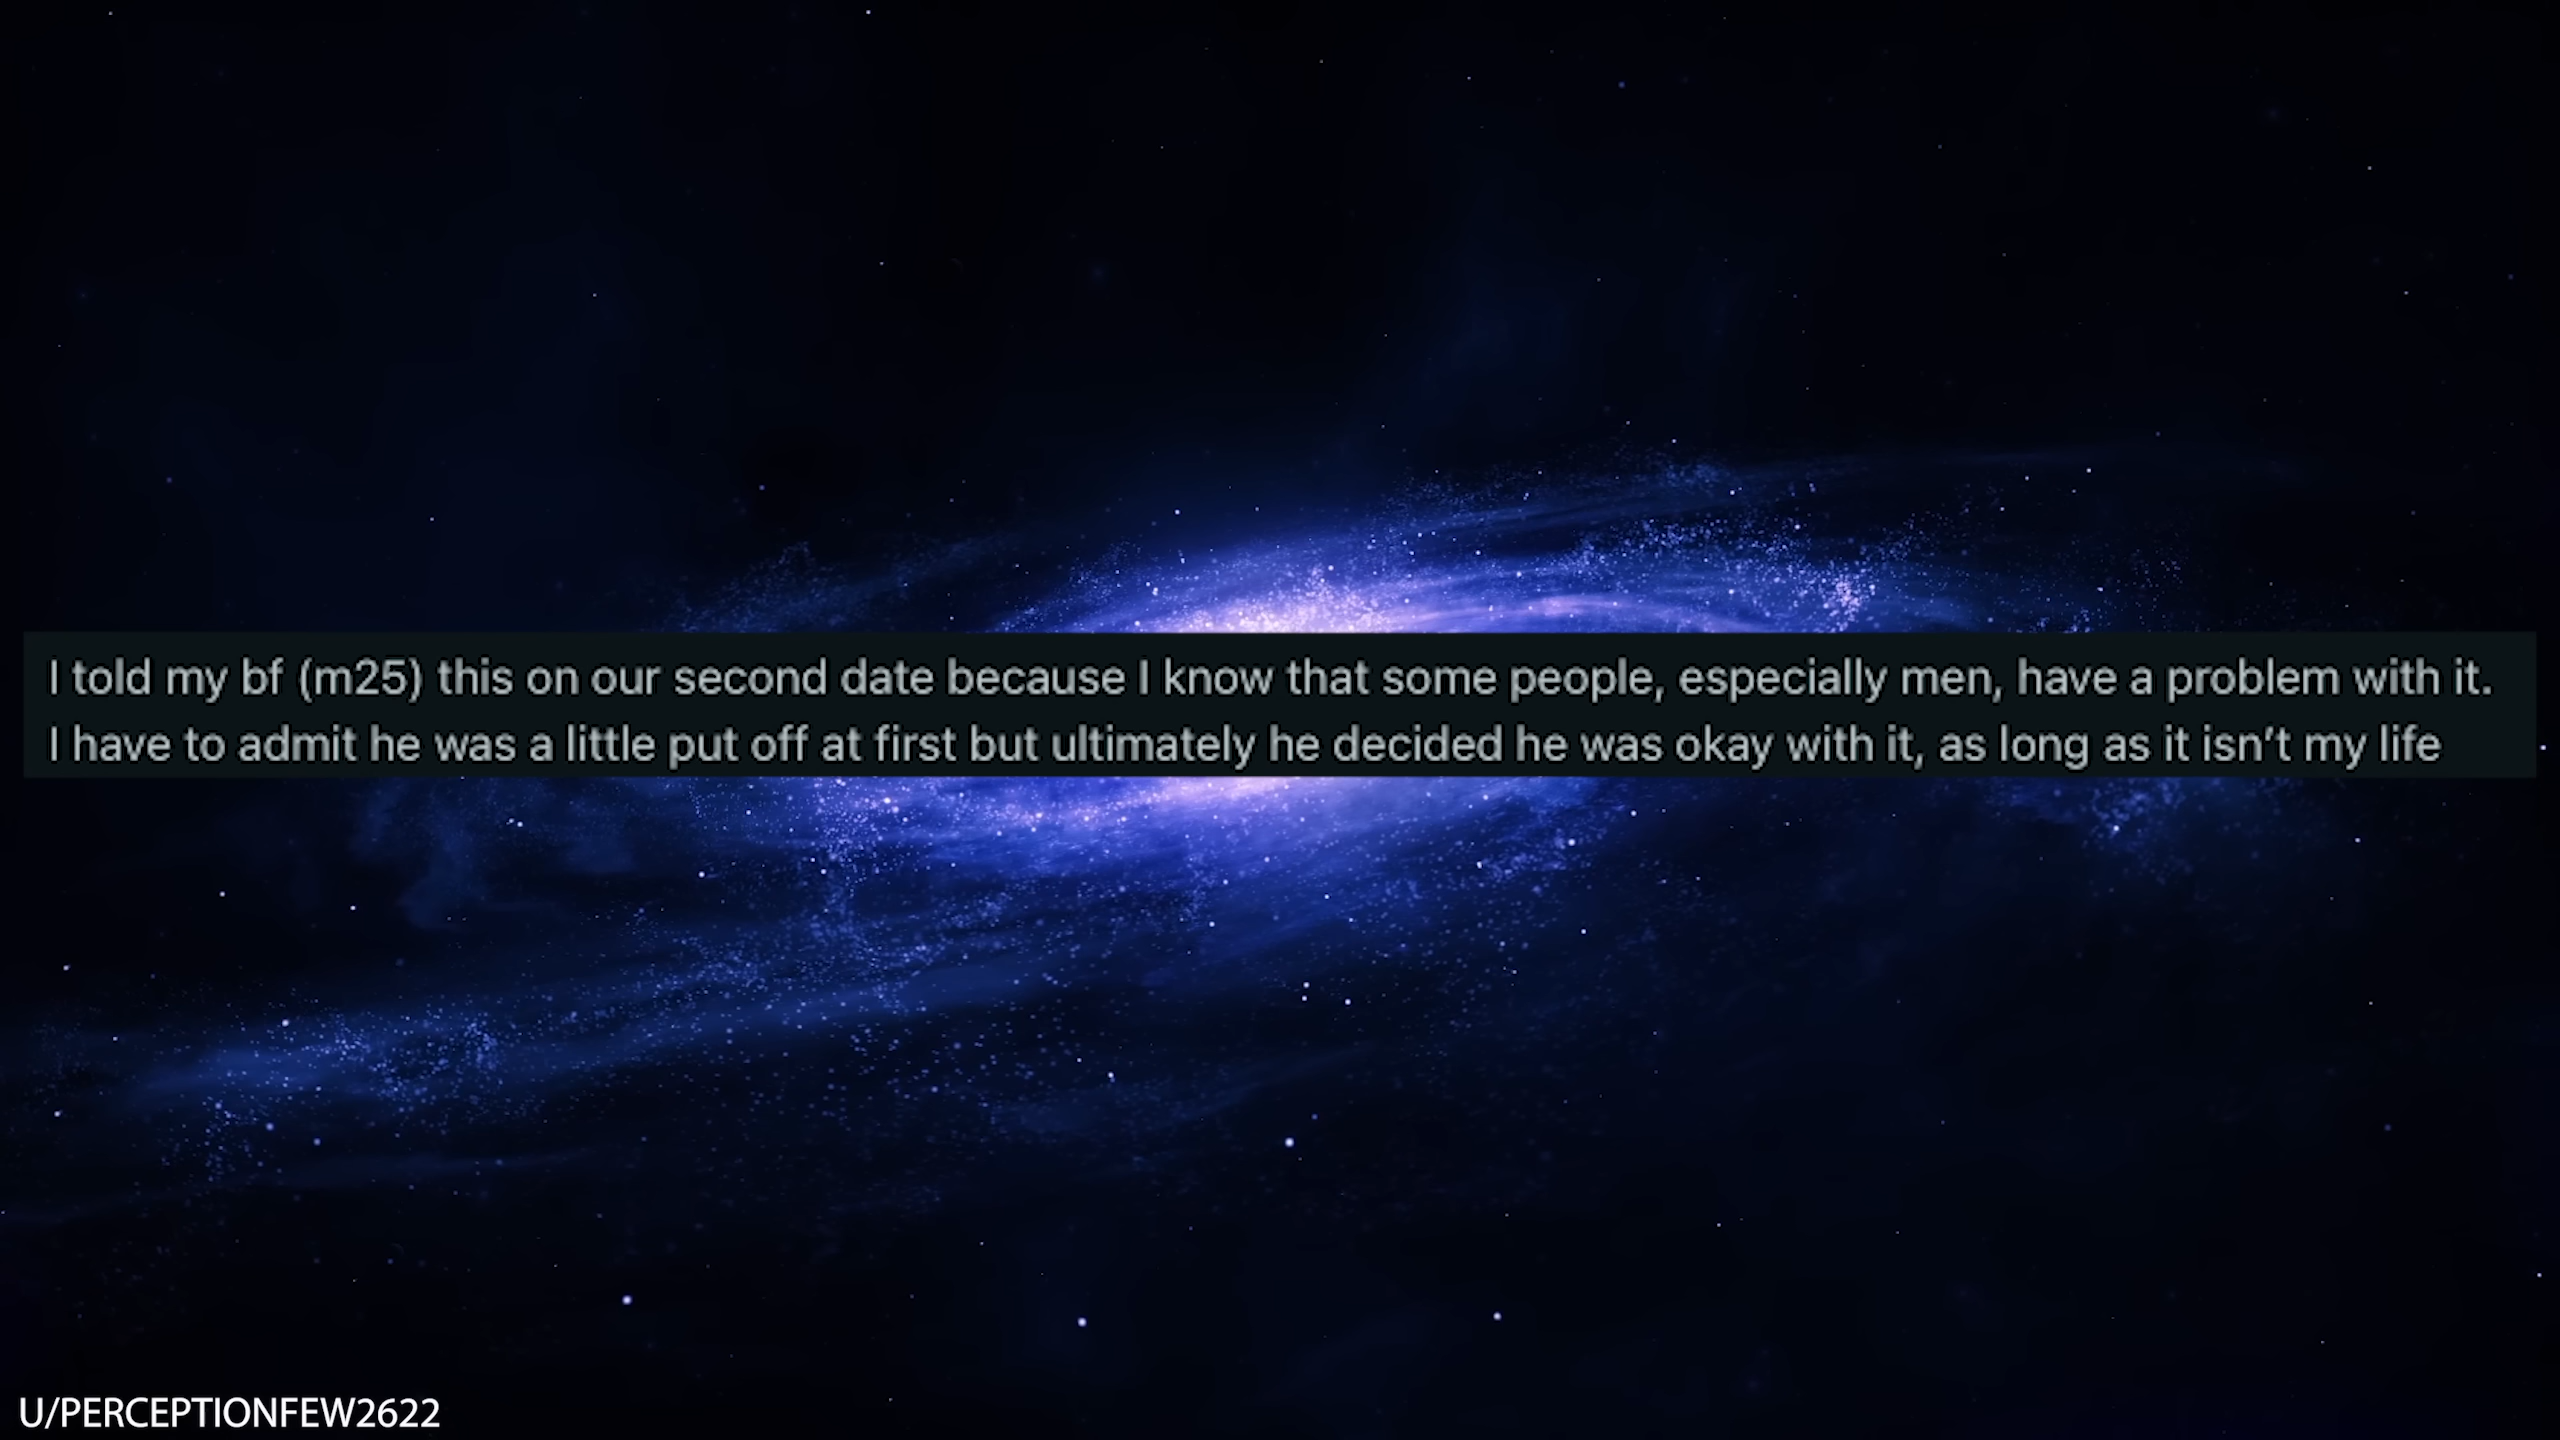 I told my bf (m25) this on our second date because I know that some people, especially men, have a problem with it.
I have to admit he was a little put off at first but ultimately he decided he was okay with it, as long as it isn’t my life
U/PERCEPTIONFEW2622